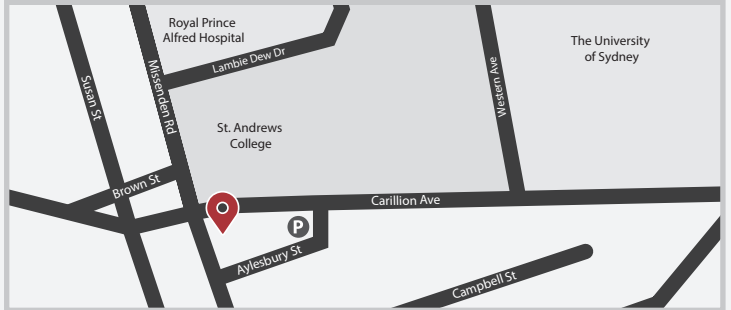 Royal Prince
Alfred Hospital
The University
of Sydney
Lambie Dew Dr
Missenden Rd
Susan St
Western Ave
St. Andrews
College
Brown St
Carillion Ave
P
Aylesbury St
Campbell St